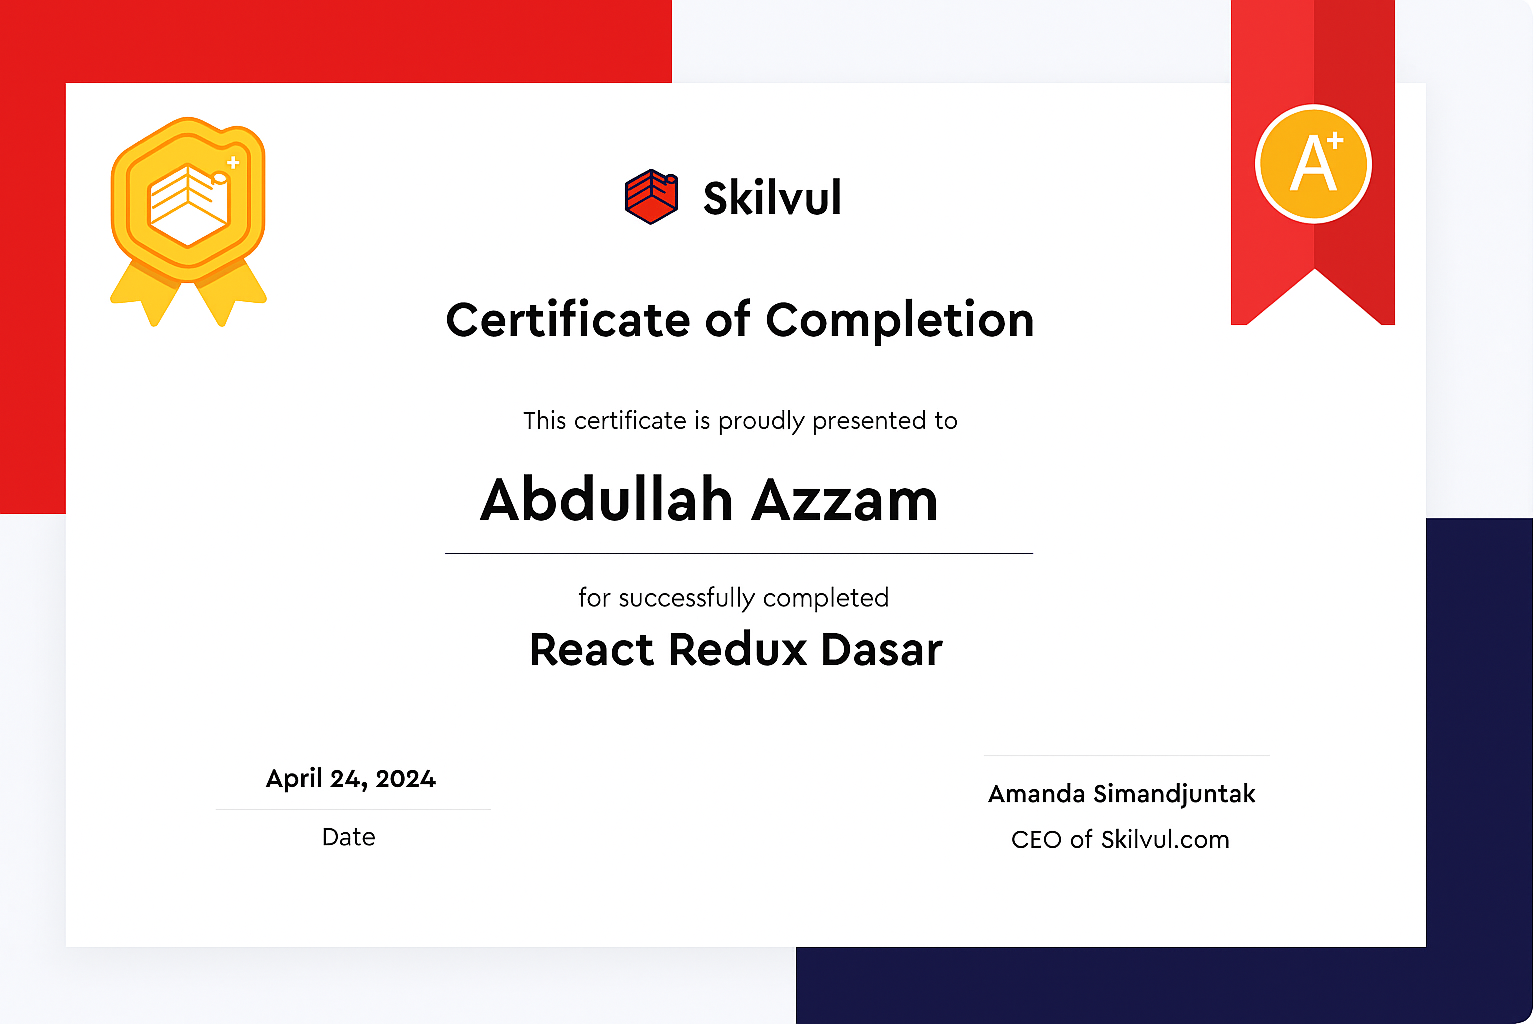 Skilvul
A+
Certificate of Completion
This certificate is proudly presented to
Abdullah Azzam
for successfully completed
React Redux Dasar
April 24, 2024
Date
Amanda Simandjuntak
CEO of Skilvul.com